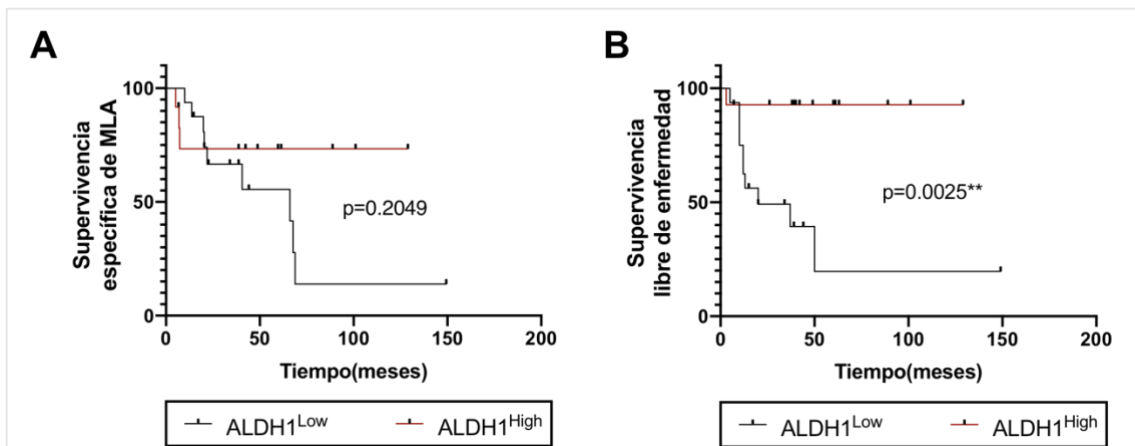 A
Supervivencia
específica de MLA
100
50
0
p=0.2049
0 50 100 150 200
Tiempo(meses)
ALDH1Low ALDH1High
B
Supervivencia
libre de enfermedad
100
50
0
p=0.0025**
0 50 100 150 200
Tiempo(meses)
ALDH1Low ALDH1High